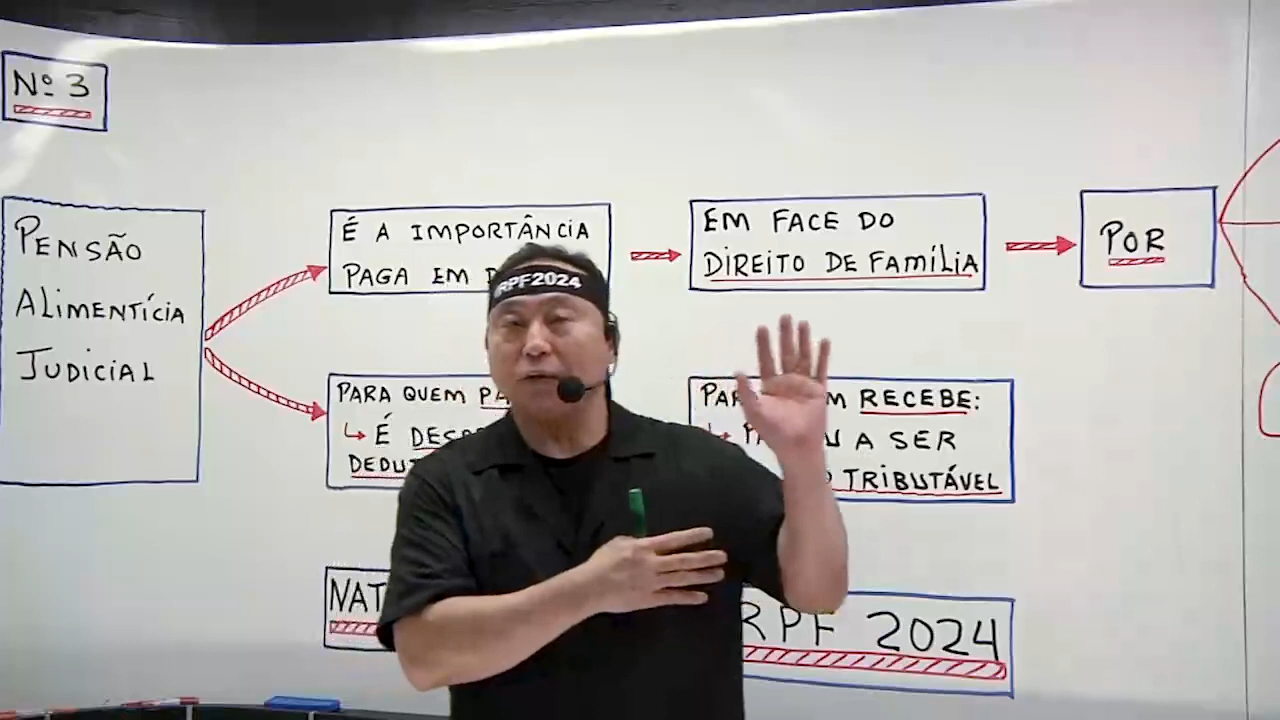 Nº 3
PENSÃO
ALIMENTÍCIA
JUDICIAL
É A IMPORTÂNCIA
PAGA EM
EM FACE DO
DIREITO DE FAMÍLIA
POR
IRPF2024
PARA QUEM
É
RECEBE:
A SER
TRIBUTÁVEL
RPF 2024